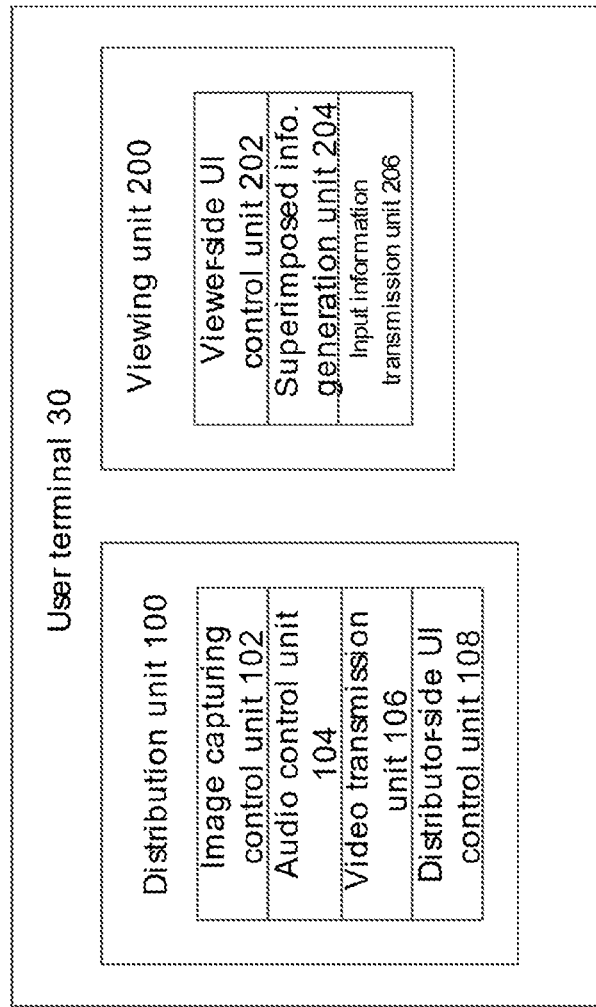 User terminal 30
Distribution unit 100
Image capturing
control unit 102
Audio control unit
104
Video transmission
unit 106
Distributor-side UI
control unit 108
Viewing unit 200
Viewer-side UI
control unit 202
Superimposed info.
generation unit 204
Input information
transmission unit 206